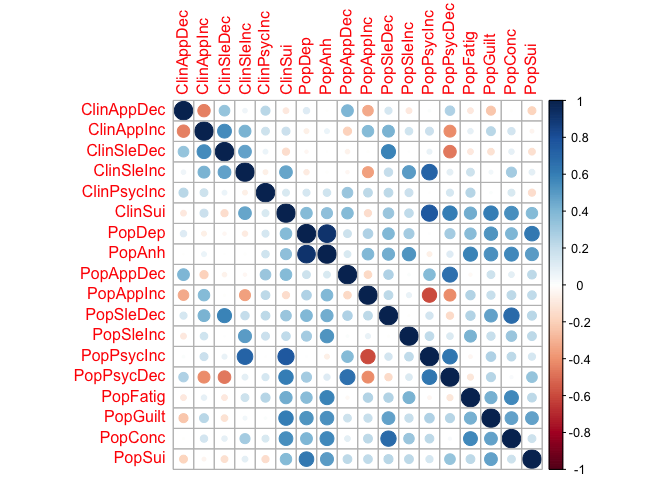 ClinAppDec
ClinAppInc
ClinSleDec
ClinSleInc
ClinPsycInc
ClinSui
PopDep
PopAnh
PopAppDec
PopAppInc
PopSleDec
PopSleInc
PopPsycInc
PopPsycDec
PopFatig
PopGuilt
PopConc
PopSui
ClinAppDec
ClinAppInc
ClinSleDec
ClinSleInc
ClinPsycInc
ClinSui
PopDep
PopAnh
PopAppDec
PopAppInc
PopSleDec
PopSleInc
PopPsycInc
PopPsycDec
PopFatig
PopGuilt
PopConc
PopSui
1
0.8
0.6
0.4
0.2
0
-0.2
-0.4
-0.6
-0.8
-1